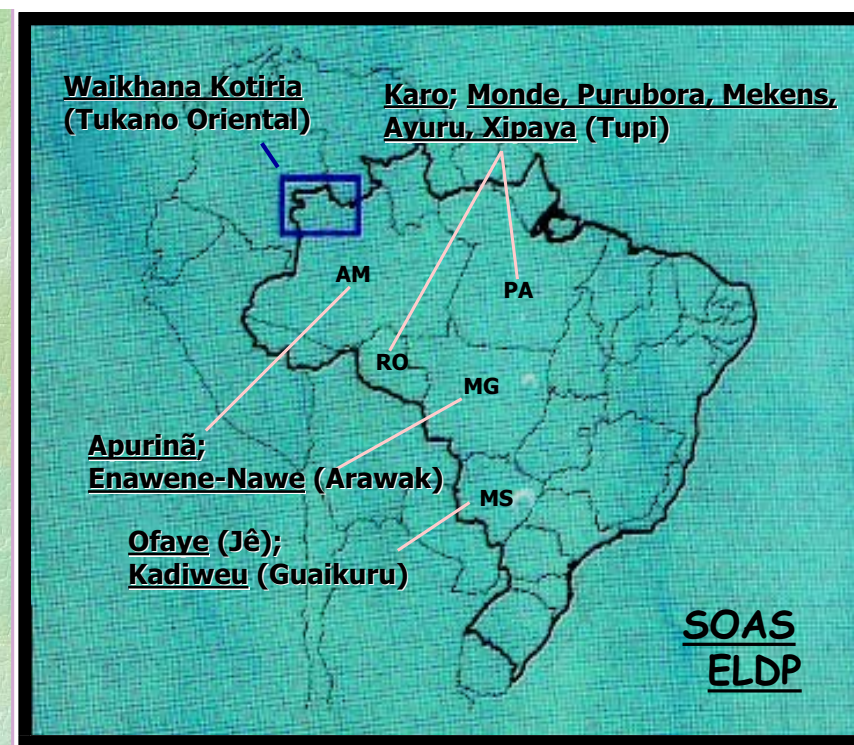 Waikhana Kotiria
(Tukano Oriental)
Karo; Monde, Purubora, Mekens,
Ayuru, Xipaya (Tupi)
AM
PA
RO
MG
Apurinã;
Enawene-Nawe (Arawak)
MS
Ofaye (Jê);
Kadiweu (Guaikuru)
SOAS
ELDP